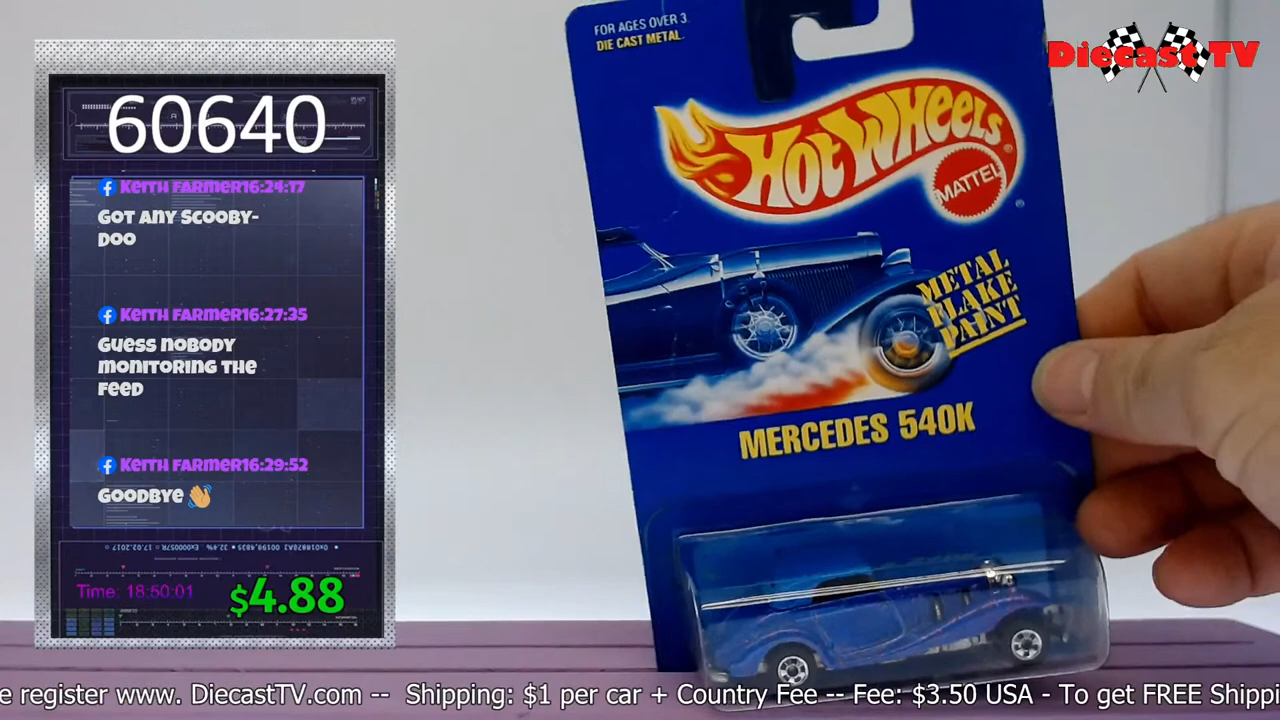 60640
Keith Farmer16:24:17
Got any Scooby-
Doo
Keith Farmer16:27:35
Guess nobody
monitoring the
feed
Keith Farmer16:29:52
Goodbye 👋
Time: 18:50:01
$4.88
FOR AGES OVER 3.
DIE CAST METAL.
HOT WHEELS
MATTEL
METAL
FLAKE
PAINT
MERCEDES 540K
Diecast TV
e register www. DiecastTV.com -- Shipping: $1 per car + Country Fee -- Fee: $3.50 USA - To get FREE Shippi